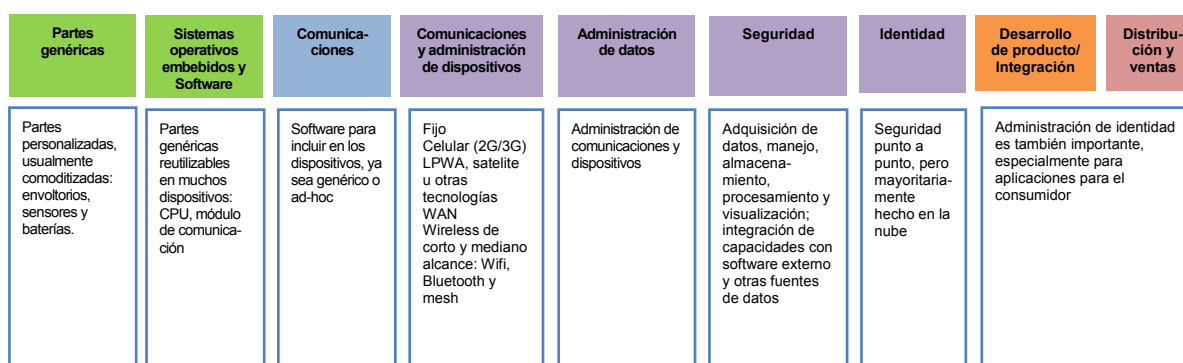 Partes
genéricas
Sistemas
operativos
embebidos y
Software
Comunica-
ciones
Comunicaciones
y administración
de dispositivos
Administración
de datos
Seguridad
Identidad
Desarrollo
de producto/
Integración
Distribu-
ción y
ventas
Partes
personalizadas,
usualmente
comoditizadas:
envoltorios,
sensores y
baterías.
Partes
genéricas
reutilizables
en muchos
dispositivos:
CPU, módulo
de comunica-
ción
Software para
incluir en los
dispositivos, ya
sea genérico o
ad-hoc
Fijo
Celular (2G/3G)
LPWA, satelite
u otras
tecnologías
WAN
Wireless de
corto y mediano
alcance: Wifi,
Bluetooth y
mesh
Administración de
comunicaciones y
dispositivos
Adquisición de
datos, manejo,
almacena-
miento,
procesamiento y
visualización;
integración de
capacidades con
software externo
y otras fuentes
de datos
Seguridad
punto a
punto, pero
mayoritaria-
mente
hecho en la
nube
Administración de identidad
es también importante,
especialmente para
aplicaciones para el
consumidor